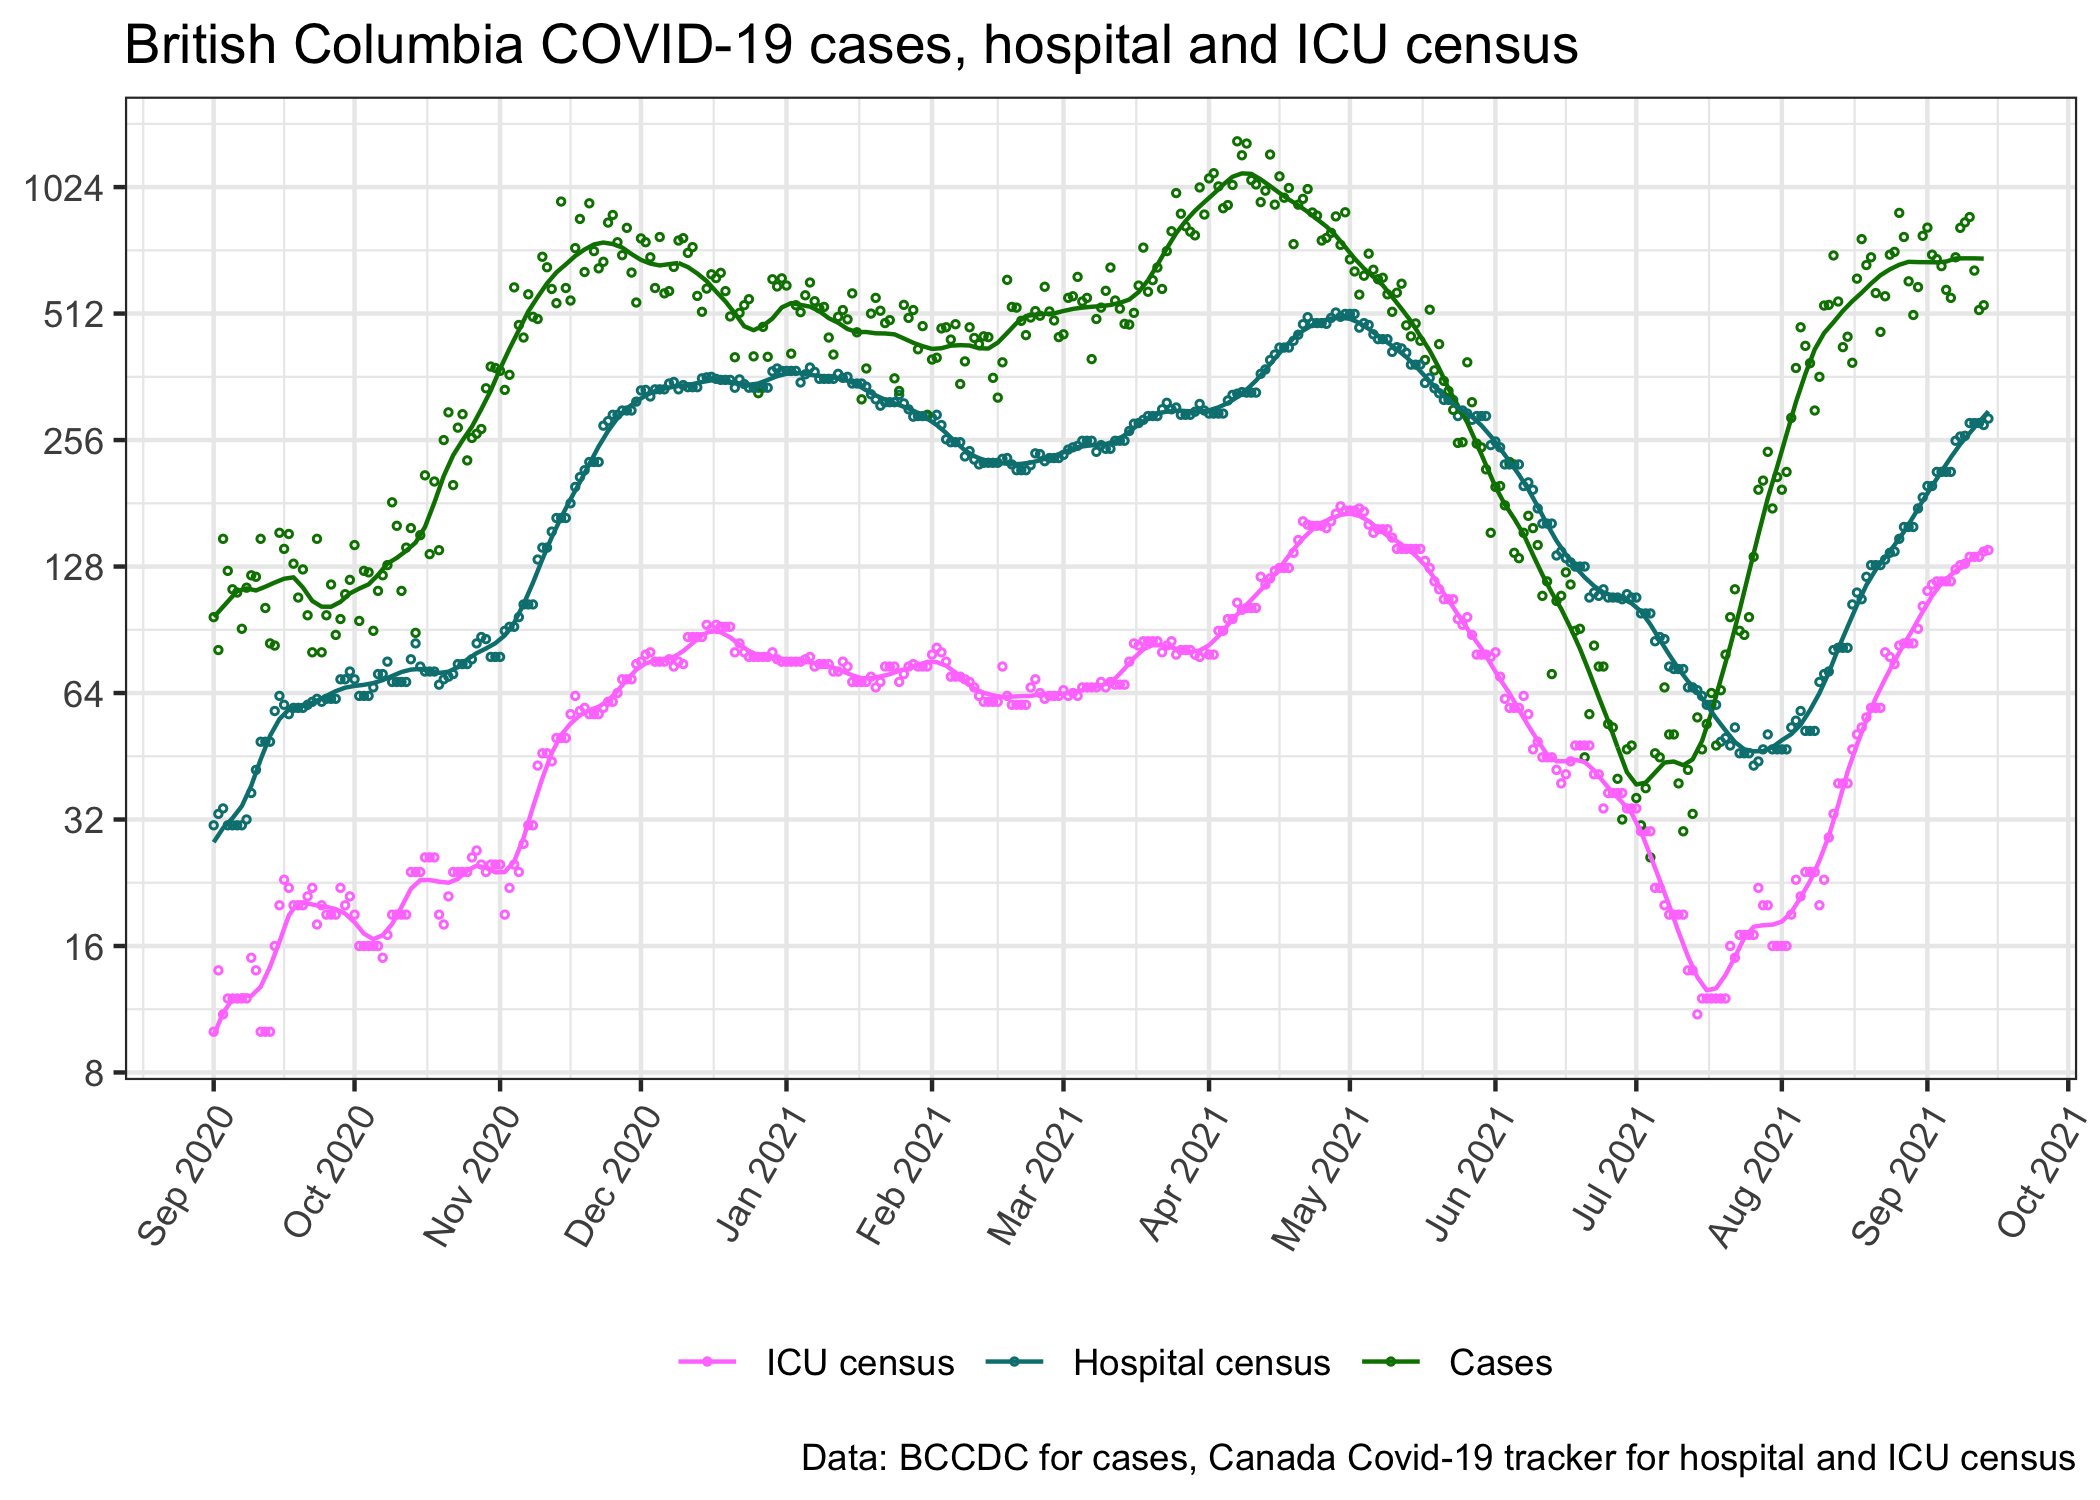 British Columbia COVID-19 cases, hospital and ICU census
1024
512
256
128
64
32
16
8
Sep 2020
Oct 2020
Nov 2020
Dec 2020
Jan 2021
Feb 2021
Mar 2021
Apr 2021
May 2021
Jun 2021
Jul 2021
Aug 2021
Sep 2021
Oct 2021
ICU census
Hospital census
Cases
Data: BCCDC for cases, Canada Covid-19 tracker for hospital and ICU census